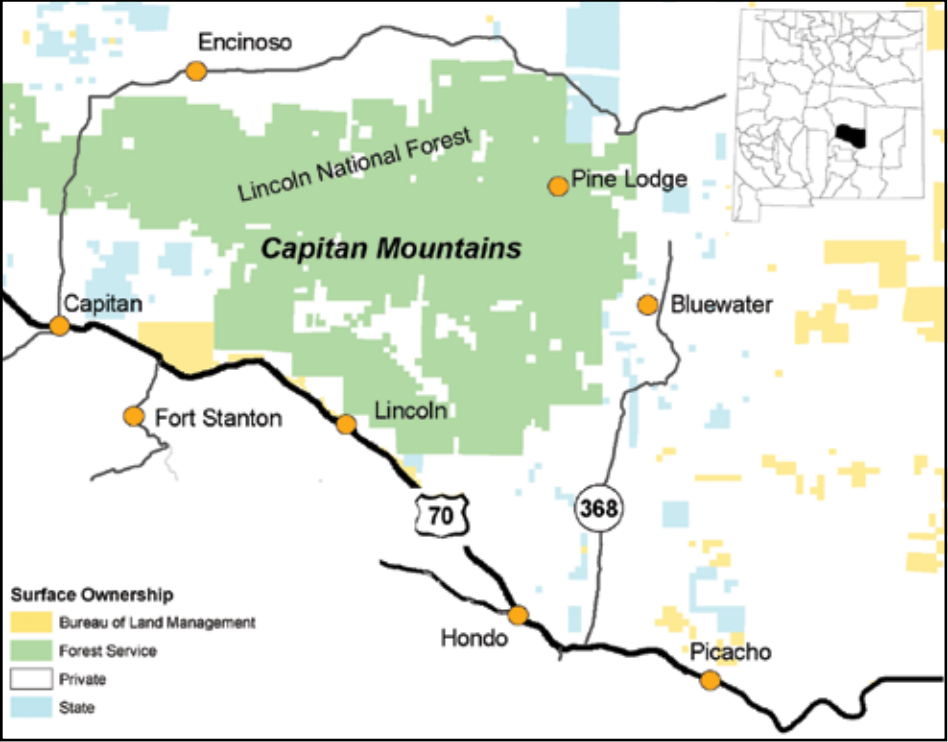 Encinoso
Lincoln National Forest
Pine Lodge
Capitan Mountains
Capitan
Bluewater
Lincoln
Fort Stanton
70
368
Surface Ownership
Bureau of Land Management
Forest Service
Private
State
Hondo
Picacho